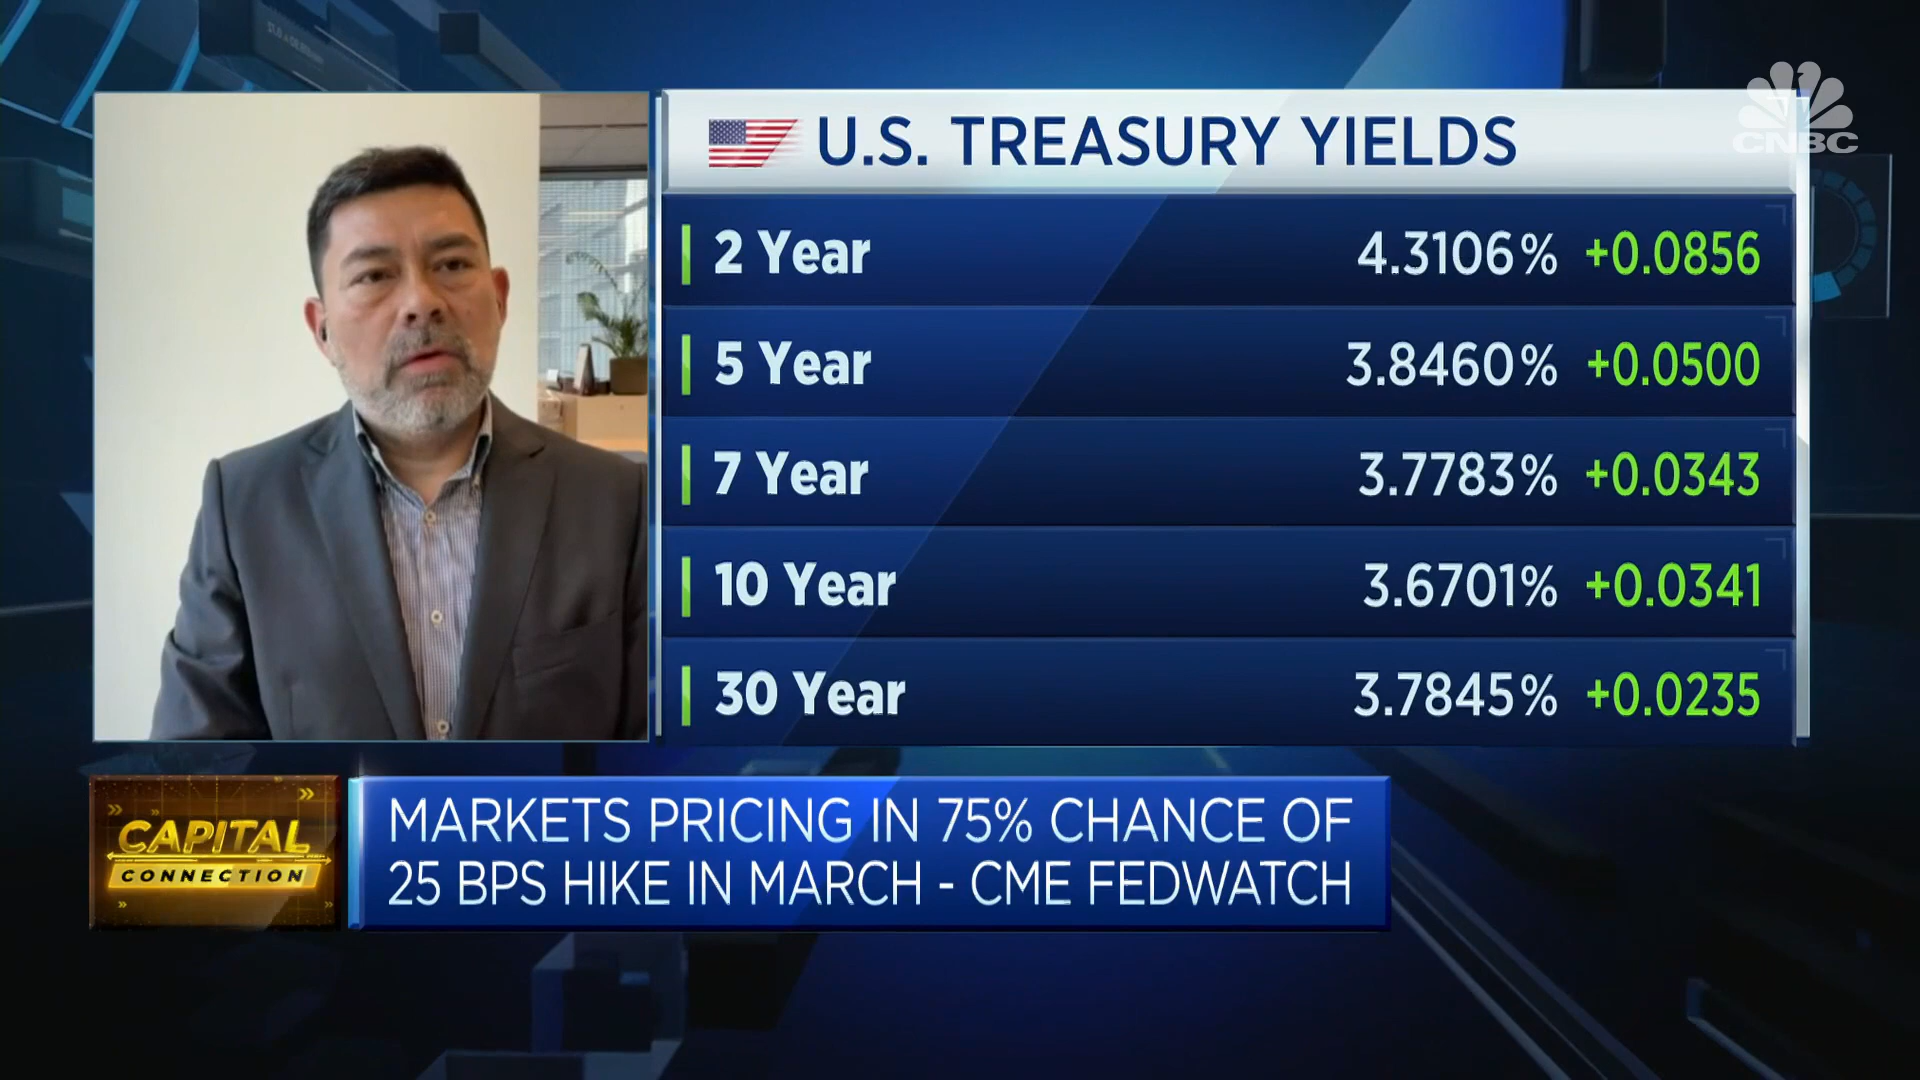 CNBC
U.S. TREASURY YIELDS
2 Year 4.3106% +0.0856
5 Year 3.8460% +0.0500
7 Year 3.7783% +0.0343
10 Year 3.6701% +0.0341
30 Year 3.7845% +0.0235
CAPITAL
CONNECTION
MARKETS PRICING IN 75% CHANCE OF
25 BPS HIKE IN MARCH - CME FEDWATCH